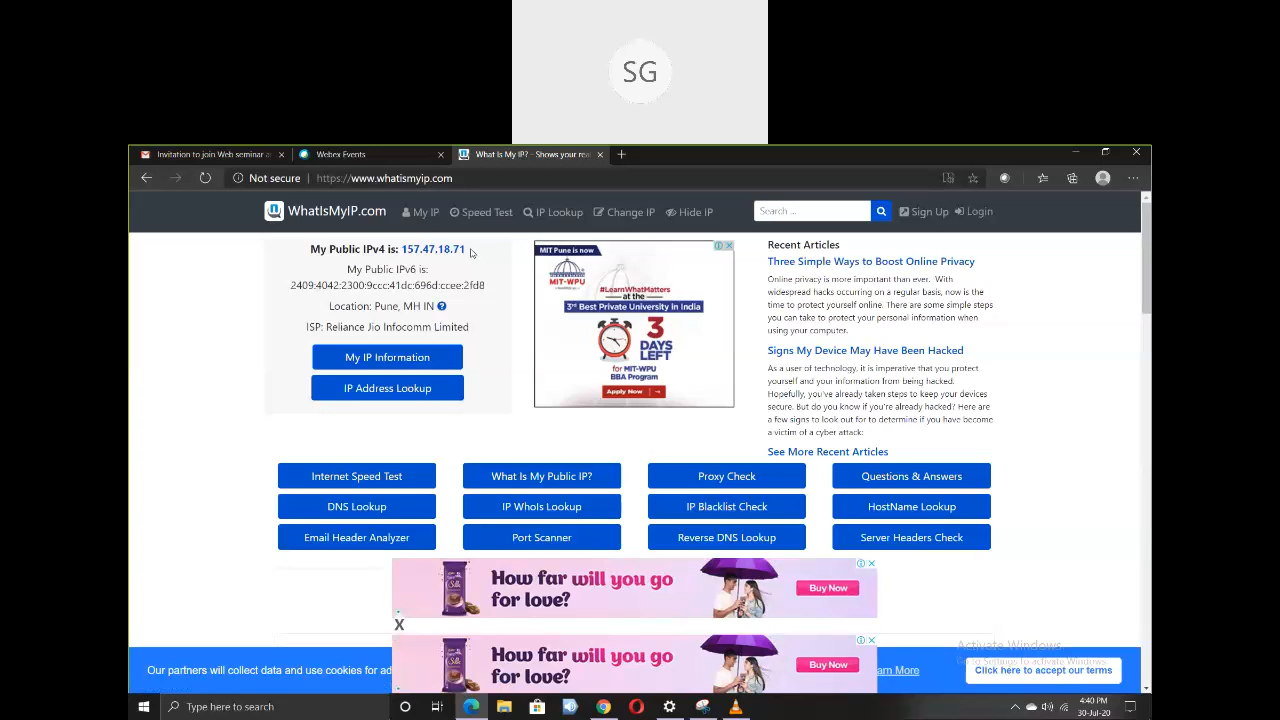 SG
Invitation to join Web seminar a
Webex Events
What Is My IP? - Shows your rea
Not secure
https://www.whatismyip.com
WhatIsMyIP.com
My IP
Speed Test
IP Lookup
Change IP
Hide IP
Search ...
Sign Up
Login
My Public IPv4 is: 157.47.18.71
My Public IPv6 is:
2409:4042:2300:9ccc:41dc:696d:ccee:2fd8
Location: Pune, MH IN
ISP: Reliance Jio Infocomm Limited
My IP Information
IP Address Lookup
MIT Pune is now
MIT-WPU
#LearnWhatMatters
at the
3rd Best Private University in India
3
DAYS
LEFT
for MIT-WPU
BBA Program
Apply Now
Recent Articles
Three Simple Ways to Boost Online Privacy
Online privacy is more important than ever. With
widespread hacks occurring on a regular basis, now is the
time to protect yourself online. There are some simple steps
you can take to protect your personal information when
using your computer.
Signs My Device May Have Been Hacked
As a user of technology, it is imperative that you protect
yourself and your information from being hacked.
Hopefully, you've already taken steps to keep your devices
secure. But do you know if you're already hacked? Here are
a few signs to look out for to determine if you have become
a victim of a cyber attack:
See More Recent Articles
Internet Speed Test
What Is My Public IP?
Proxy Check
Questions & Answers
DNS Lookup
IP WhoIs Lookup
IP Blacklist Check
HostName Lookup
Email Header Analyzer
Port Scanner
Reverse DNS Lookup
Server Headers Check
How far will you go
for love?
Buy Now
X
How far will you go
for love?
Buy Now
Activate Windows
Go to Settings to activate Windows.
Our partners will collect data and use cookies for ad
arn More
Click here to accept our terms
Type here to search
4:40 PM
30-Jul-20